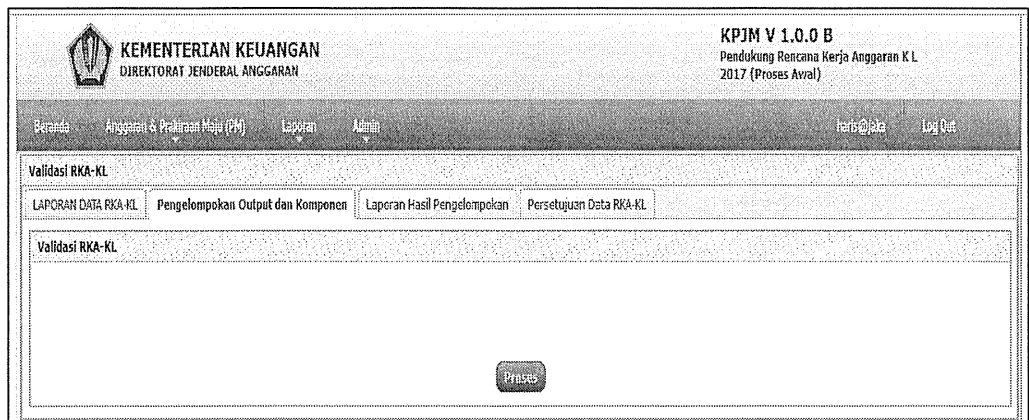 KEMENTERIAN KEUANGAN
DIREKTORAT JENDERAL ANGGARAN
KPJM V 1.0.0 B
Pendukung Rencana Kerja Anggaran K L
2017 (Proses Awal)
Beranda Anggaran & Prakiraan Maju (PM) Laporan Admin haris@jaka Log Out
Validasi RKA-KL
LAPORAN DATA RKA-KL Pengelompokan Output dan Komponen Laporan Hasil Pengelompokan Persetujuan Data RKA-KL
Validasi RKA-KL
Proses